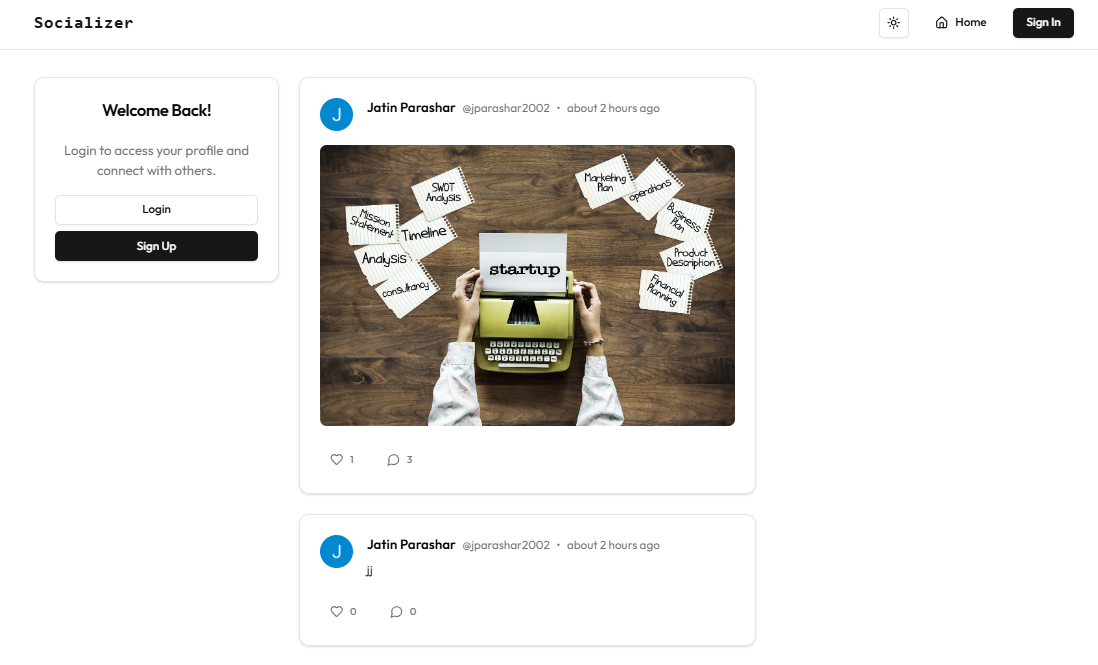 Socializer
Home
Sign In
Welcome Back!
Login to access your profile and
connect with others.
Login
Sign Up
J
Jatin Parashar @jparashar2002 • about 2 hours ago
SWOT
Analysis
Mission
Statement
Timeline
Analysis
consultancy
startup
Marketing
Plan
operations
Business
Plan
Product
Description
Financial
Planning
1
3
J
Jatin Parashar @jparashar2002 • about 2 hours ago
jj
0
0